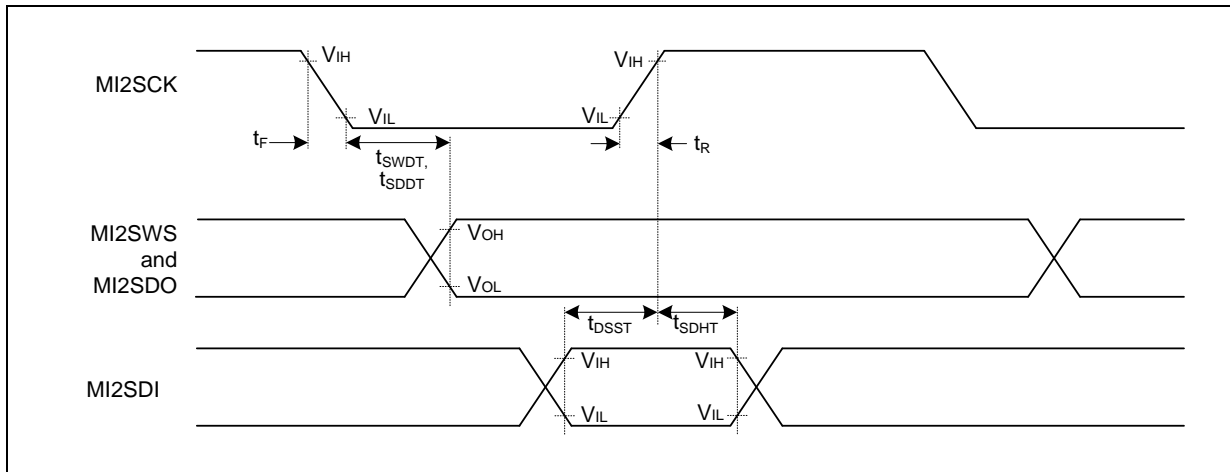 VIH
VIH
MI2SCK
VIL
VIL
tF
tR
tSWDT,
tSDDT
MI2SWS
and
MI2SDO
VOH
VOL
tDSST
tSDHT
VIH
VIH
MI2SDI
VIL
VIL